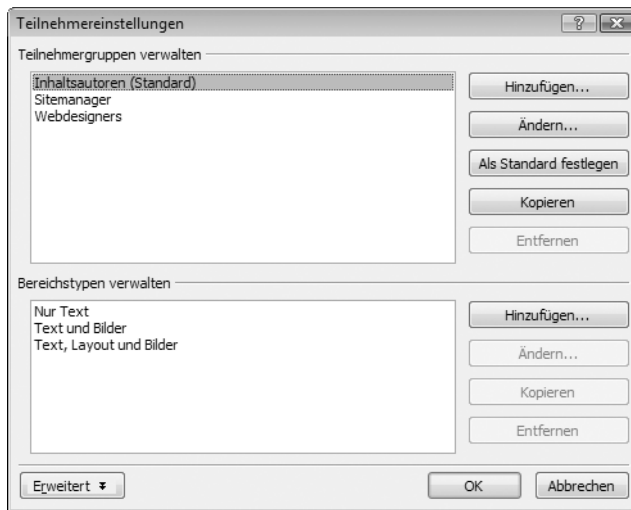 Teilnehmereinstellungen
Teilnehmergruppen verwalten
Inhaltsautoren (Standard)
Sitemanager
Webdesigners
Hinzufügen...
Ändern...
Als Standard festlegen
Kopieren
Entfernen
Bereichstypen verwalten
Nur Text
Text und Bilder
Text, Layout und Bilder
Hinzufügen...
Ändern...
Kopieren
Entfernen
Erweitert
OK
Abbrechen